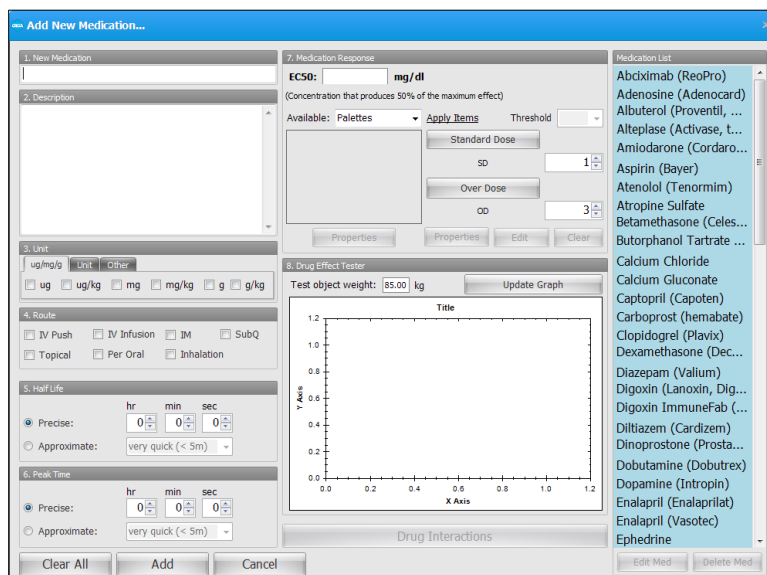 Add New Medication...
1. New Medication
2. Description
3. Unit
ug/mg/g Unit Other
ug ug/kg mg mg/kg g g/kg
4. Route
IV Push IV Infusion IM SubQ
Topical Per Oral Inhalation
5. Half Life
hr min sec
Precise: 0 0 0
Approximate: very quick (< 5m)
6. Peak Time
hr min sec
Precise: 0 0 0
Approximate: very quick (< 5m)
Clear All Add Cancel
7. Medication Response
EC50: mg/dl
(Concentration that produces 50% of the maximum effect)
Available: Palettes Apply Items Threshold
Standard Dose
SD 1
Over Dose
OD 3
Properties Properties Edit Clear
8. Drug Effect Tester
Test object weight: 85.00 kg Update Graph
Title
1.2
1.0
0.8
0.6
0.4
0.2
0.0
Y Axis
0.0 0.2 0.4 0.6 0.8 1.0 1.2
X Axis
Drug Interactions
Medication List
Abciximab (ReoPro)
Adenosine (Adenocard)
Albuterol (Proventil, ...
Alteplase (Activase, t...
Amiodarone (Cordaro...
Aspirin (Bayer)
Atenolol (Tenormim)
Atropine Sulfate
Betamethasone (Celes...
Butorphanol Tartrate ...
Calcium Chloride
Calcium Gluconate
Captopril (Capoten)
Carboprost (hemabate)
Clopidogrel (Plavix)
Dexamethasone (Dec...
Diazepam (Valium)
Digoxin (Lanoxin, Dig...
Digoxin ImmuneFab (...
Diltiazem (Cardizem)
Dinoprostone (Prosta...
Dobutamine (Dobutrex)
Dopamine (Intropin)
Enalapril (Enalaprilat)
Enalapril (Vasotec)
Ephedrine
Edit Med Delete Med